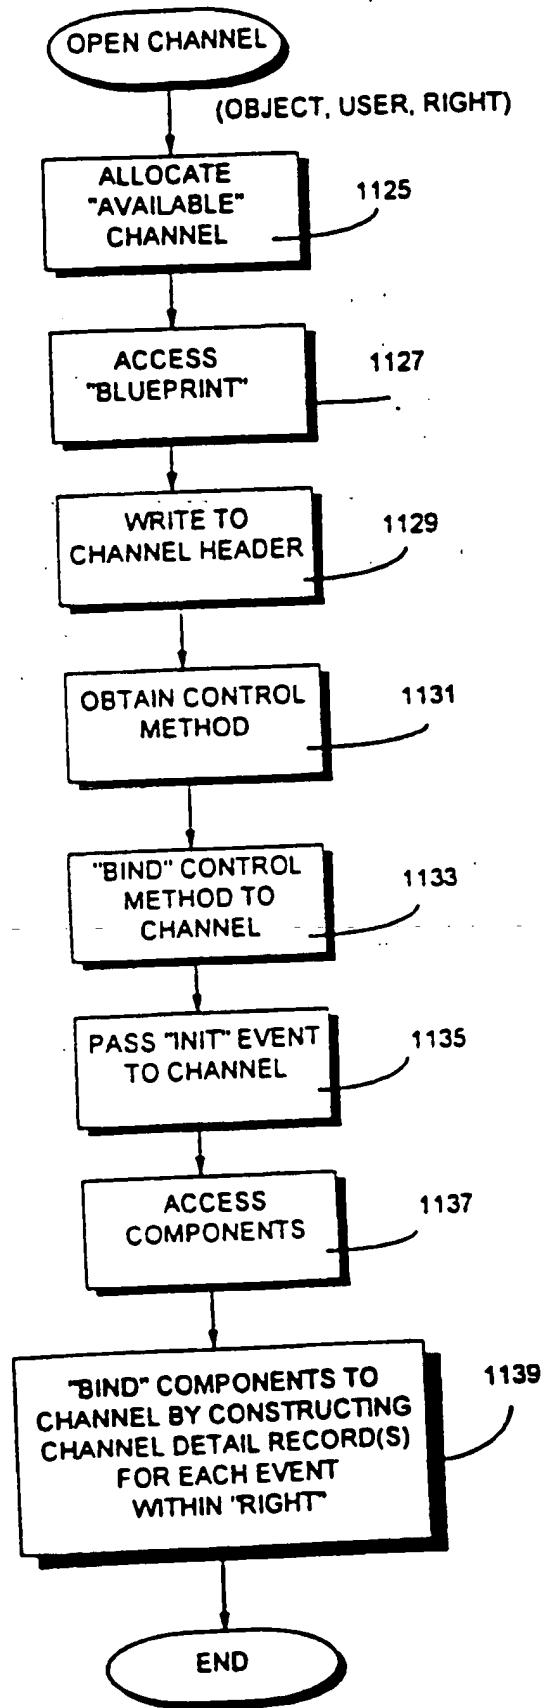 OPEN CHANNEL
(OBJECT, USER, RIGHT)
ALLOCATE
"AVAILABLE"
CHANNEL
1125
ACCESS
"BLUEPRINT"
1127
WRITE TO
CHANNEL HEADER
1129
OBTAIN CONTROL
METHOD
1131
"BIND" CONTROL
METHOD TO
CHANNEL
1133
PASS "INIT" EVENT
TO CHANNEL
1135
ACCESS
COMPONENTS
1137
"BIND" COMPONENTS TO
CHANNEL BY CONSTRUCTING
CHANNEL DETAIL RECORD(S)
FOR EACH EVENT
WITHIN "RIGHT"
1139
END